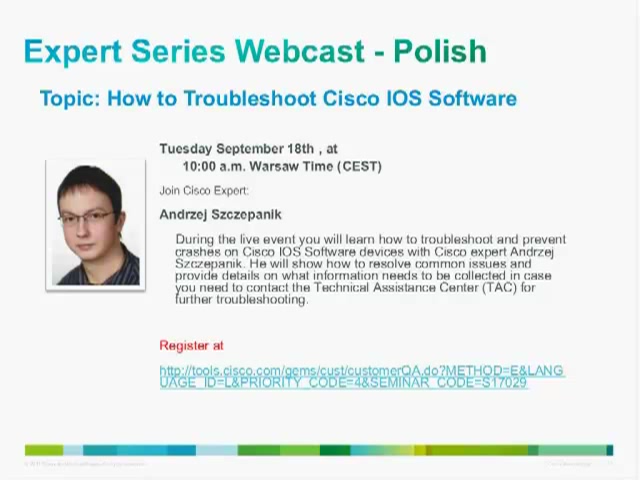 Expert Series Webcast - Polish
Topic: How to Troubleshoot Cisco IOS Software
Tuesday September 18th , at
10:00 a.m. Warsaw Time (CEST)
Join Cisco Expert:
Andrzej Szczepanik
During the live event you will learn how to troubleshoot and prevent
crashes on Cisco IOS Software devices with Cisco expert Andrzej
Szczepanik. He will show how to resolve common issues and
provide details on what information needs to be collected in case
you need to contact the Technical Assistance Center (TAC) for
further troubleshooting.
Register at
http://tools.cisco.com/gems/cust/customerQA.do?METHOD=E&LANG
UAGE_ID=L&PRIORITY_CODE=4&SEMINAR_CODE=S17029